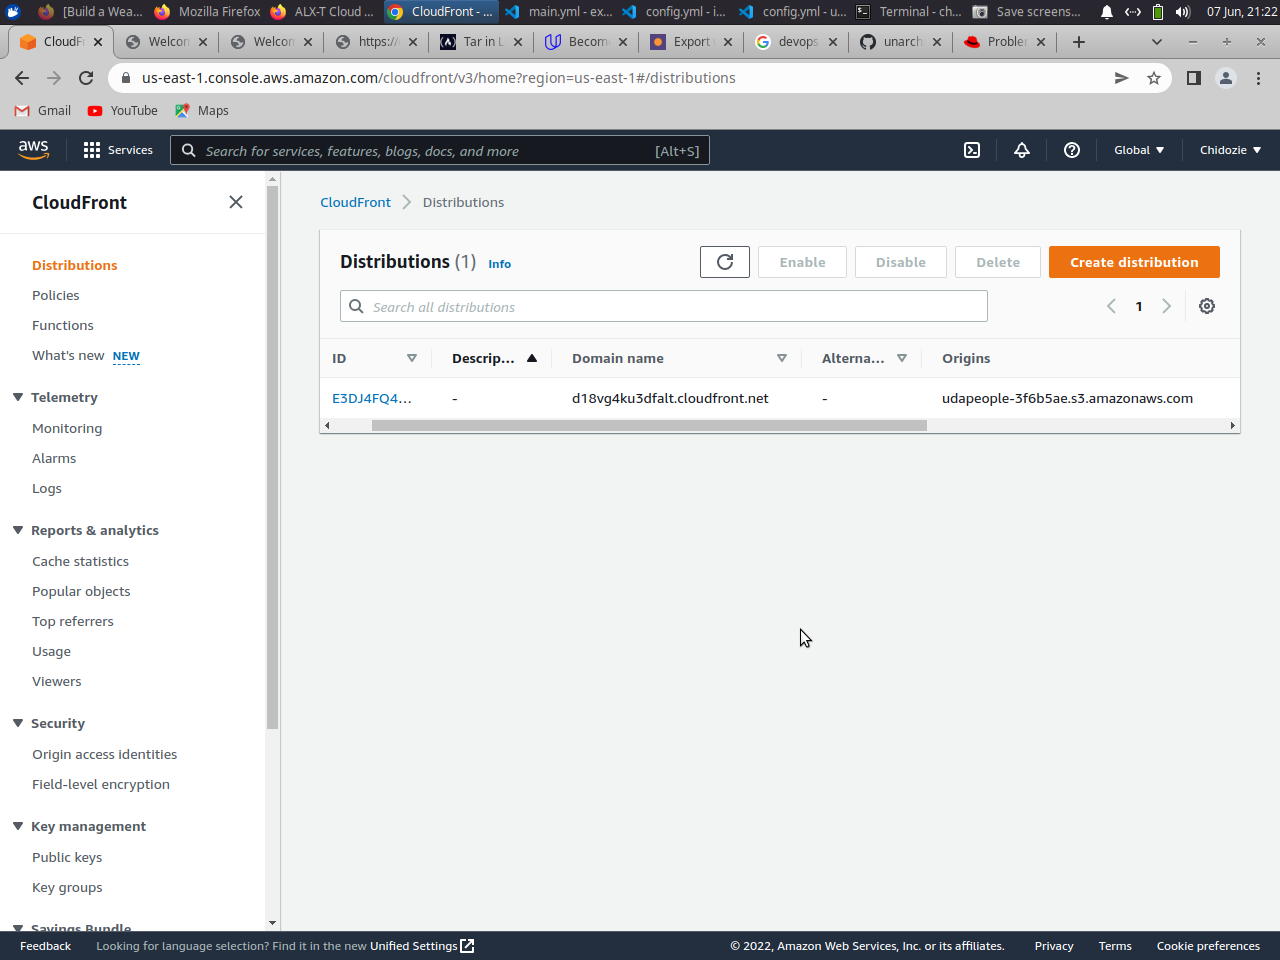 [Build a Wea...
Mozilla Firefox
ALX-T Cloud ...
CloudFront - ...
main.yml - ex...
config.yml - i...
config.yml - u...
Terminal - ch...
Save screens...
07 Jun, 21:22
CloudF
Welcon
Welcon
https:/
Tar in L
Becom
Export
devops
unarch
Probler
us-east-1.console.aws.amazon.com/cloudfront/v3/home?region=us-east-1#/distributions
Gmail
YouTube
Maps
aws
Services
Search for services, features, blogs, docs, and more
[Alt+S]
Global
Chidozie
CloudFront
Distributions
Policies
Functions
What's new NEW
Telemetry
Monitoring
Alarms
Logs
Reports & analytics
Cache statistics
Popular objects
Top referrers
Usage
Viewers
Security
Origin access identities
Field-level encryption
Key management
Public keys
Key groups
Savings Bundle
CloudFront
Distributions
Distributions (1) Info
Enable
Disable
Delete
Create distribution
Search all distributions
1
ID
Descrip...
Domain name
Alterna...
Origins
E3DJ4FQ4...
-
d18vg4ku3dfalt.cloudfront.net
-
udapeople-3f6b5ae.s3.amazonaws.com
Feedback
Looking for language selection? Find it in the new Unified Settings
© 2022, Amazon Web Services, Inc. or its affiliates.
Privacy
Terms
Cookie preferences